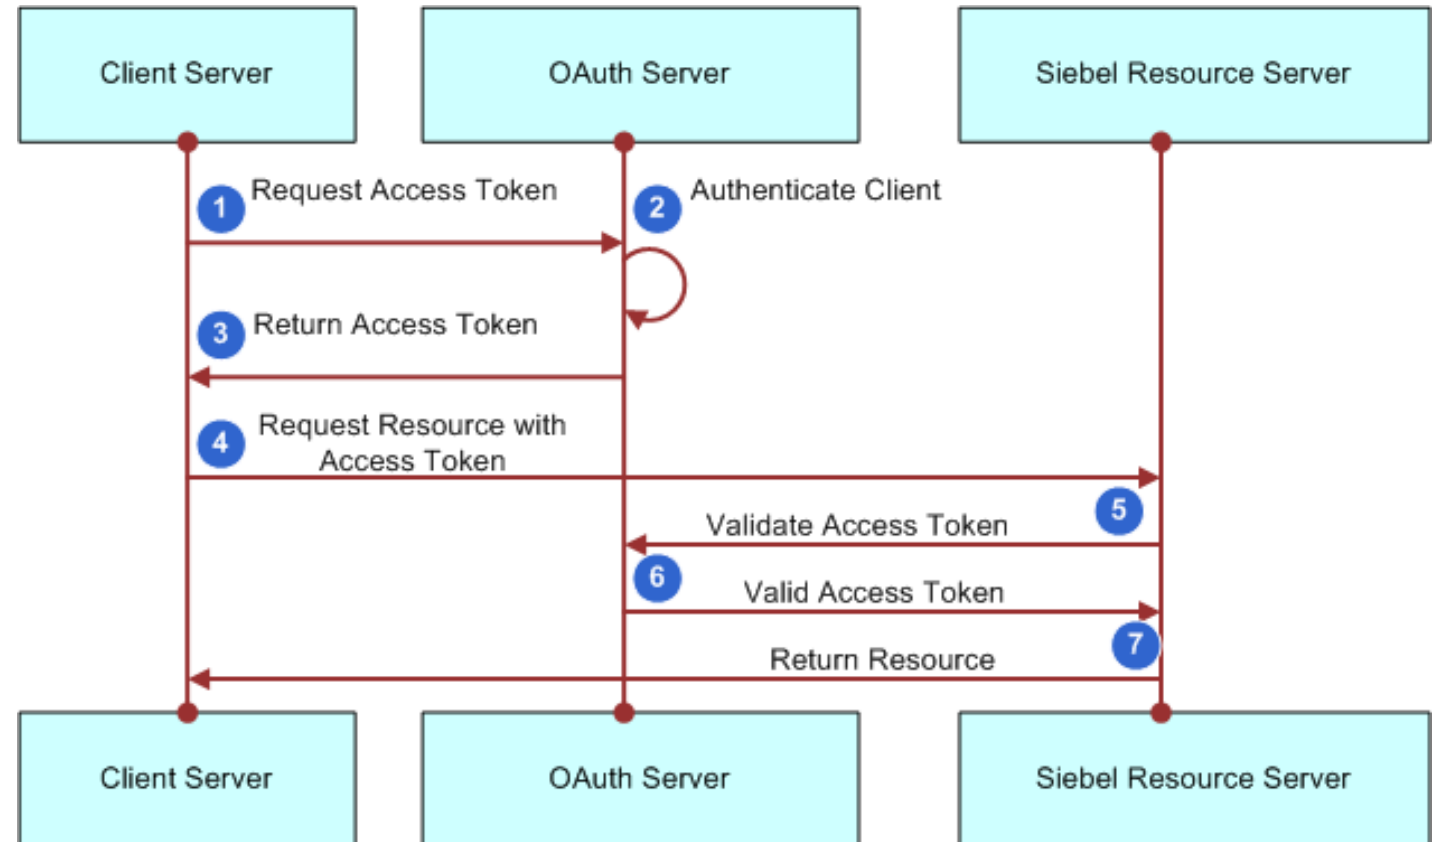 Client Server
OAuth Server
Siebel Resource Server
1
Request Access Token
2
Authenticate Client
3
Return Access Token
4
Request Resource with
Access Token
5
Validate Access Token
6
Valid Access Token
7
Return Resource
Client Server
OAuth Server
Siebel Resource Server